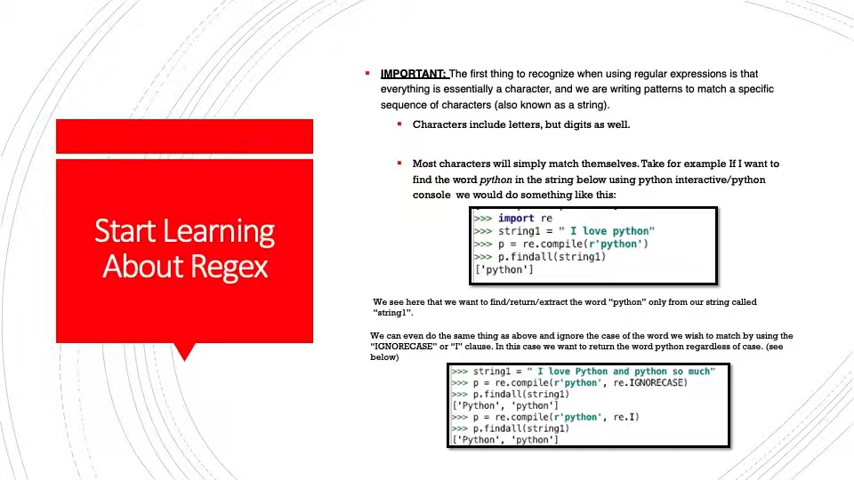 Start Learning
About Regex
IMPORTANT: The first thing to recognize when using regular expressions is that
everything is essentially a character, and we are writing patterns to match a specific
sequence of characters (also known as a string).
Characters include letters, but digits as well.
Most characters will simply match themselves. Take for example If I want to
find the word python in the string below using python interactive/python
console we would do something like this:
>>> import re
>>> string1 = " I love python"
>>> p = re.compile(r'python')
>>> p.findall(string1)
['python']
We see here that we want to find/return/extract the word "python" only from our string called
"string1".
We can even do the same thing as above and ignore the case of the word we wish to match by using the
"IGNORECASE" or "I" clause. In this case we want to return the word python regardless of case. (see
below)
>>> string1 = " I love Python and python so much"
>>> p = re.compile(r'python', re.IGNORECASE)
>>> p.findall(string1)
['Python', 'python']
>>> p = re.compile(r'python', re.I)
>>> p.findall(string1)
['Python', 'python']